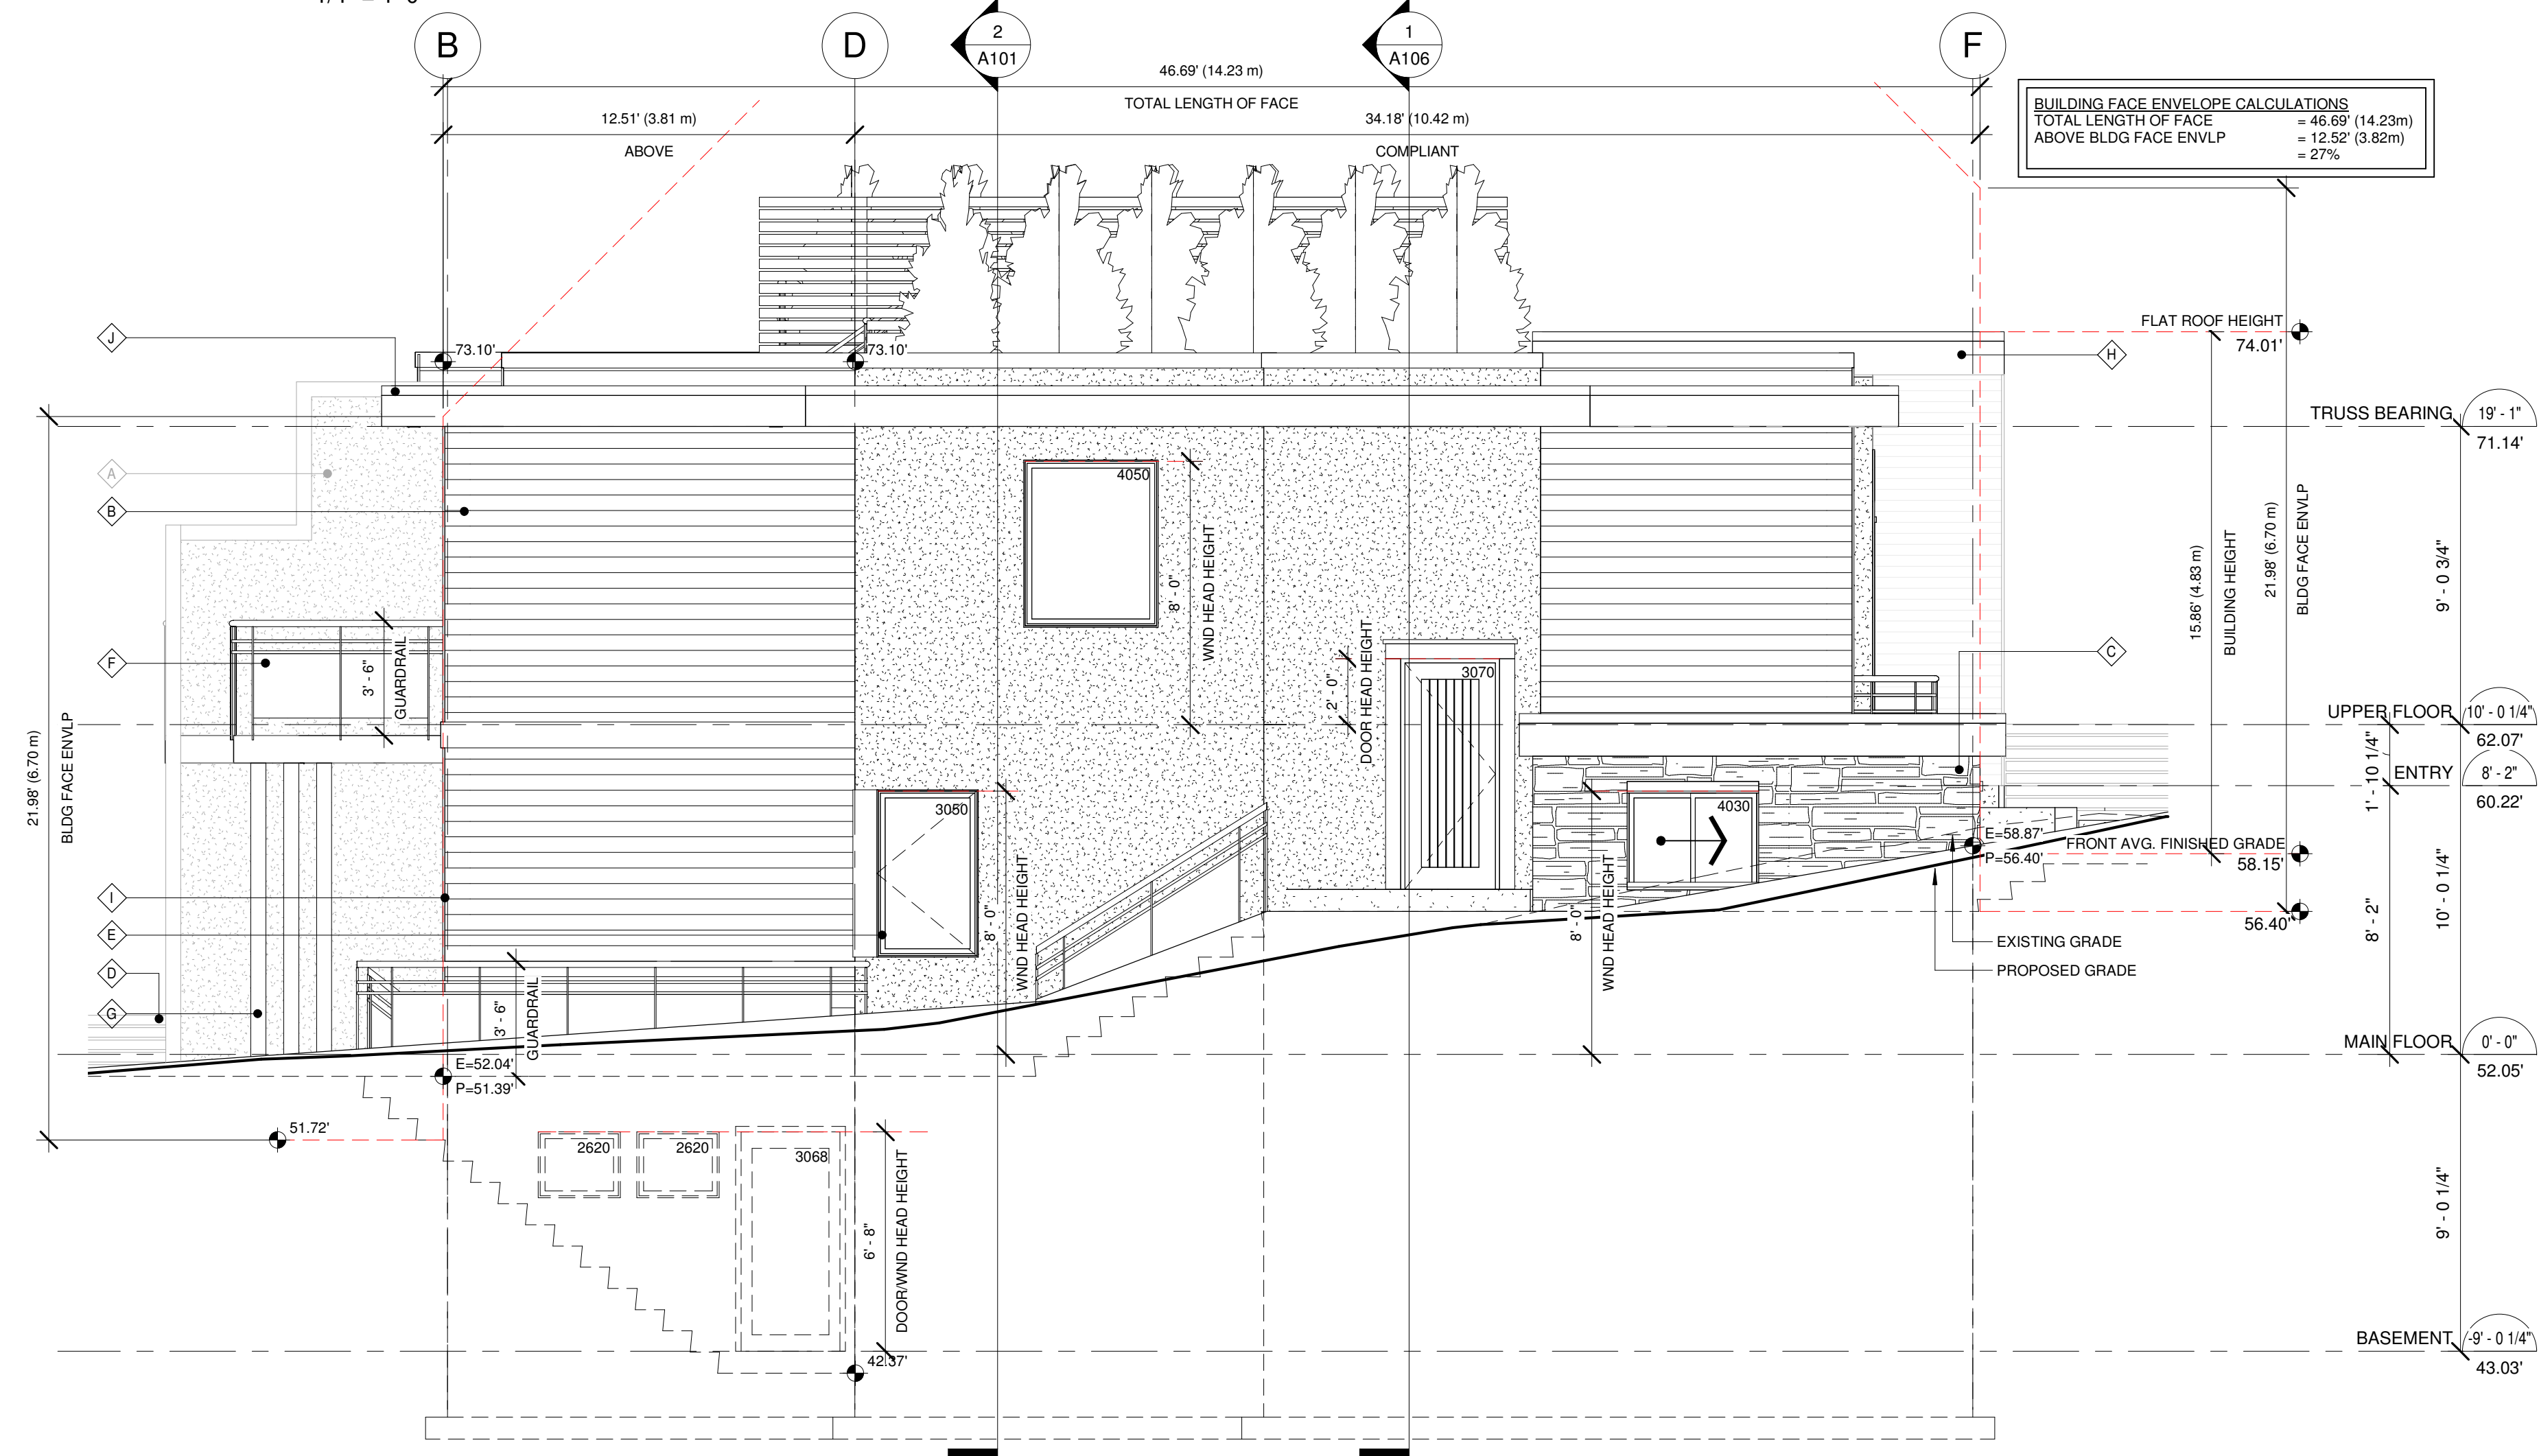 B
D
2
A101
1
A106
F
46.69' (14.23 m)
TOTAL LENGTH OF FACE
12.51' (3.81 m)
ABOVE
34.18' (10.42 m)
COMPLIANT
BUILDING FACE ENVELOPE CALCULATIONS
TOTAL LENGTH OF FACE = 46.69' (14.23m)
ABOVE BLDG FACE ENVLP = 12.52' (3.82m)
= 27%
J
A
B
F
I
E
D
G
H
C
73.10'
73.10'
FLAT ROOF HEIGHT
74.01'
TRUSS BEARING
19' - 1"
71.14'
4050
8' - 0"
WND HEAD HEIGHT
3' - 6"
GUARDRAIL
21.98' (6.70 m)
BLDG FACE ENVLP
2' - 0"
DOOR HEAD HEIGHT
3070
15.86' (4.83 m)
BUILDING HEIGHT
21.98' (6.70 m)
BLDG FACE ENVLP
9' - 0 3/4"
UPPER FLOOR
10' - 0 1/4"
62.07'
1' - 10 1/4"
ENTRY
8' - 2"
60.22'
3050
4030
E=58.87'
P=56.40'
FRONT AVG. FINISHED GRADE
58.15'
56.40'
8' - 0"
WND HEAD HEIGHT
8' - 0"
WND HEAD HEIGHT
8' - 2"
10' - 0 1/4"
EXISTING GRADE
PROPOSED GRADE
3' - 6"
GUARDRAIL
MAIN FLOOR
0' - 0"
52.05'
E=52.04'
P=51.39'
51.72'
2620
2620
3068
6' - 8"
DOOR/WND HEAD HEIGHT
9' - 0 1/4"
42.37'
BASEMENT
-9' - 0 1/4"
43.03'